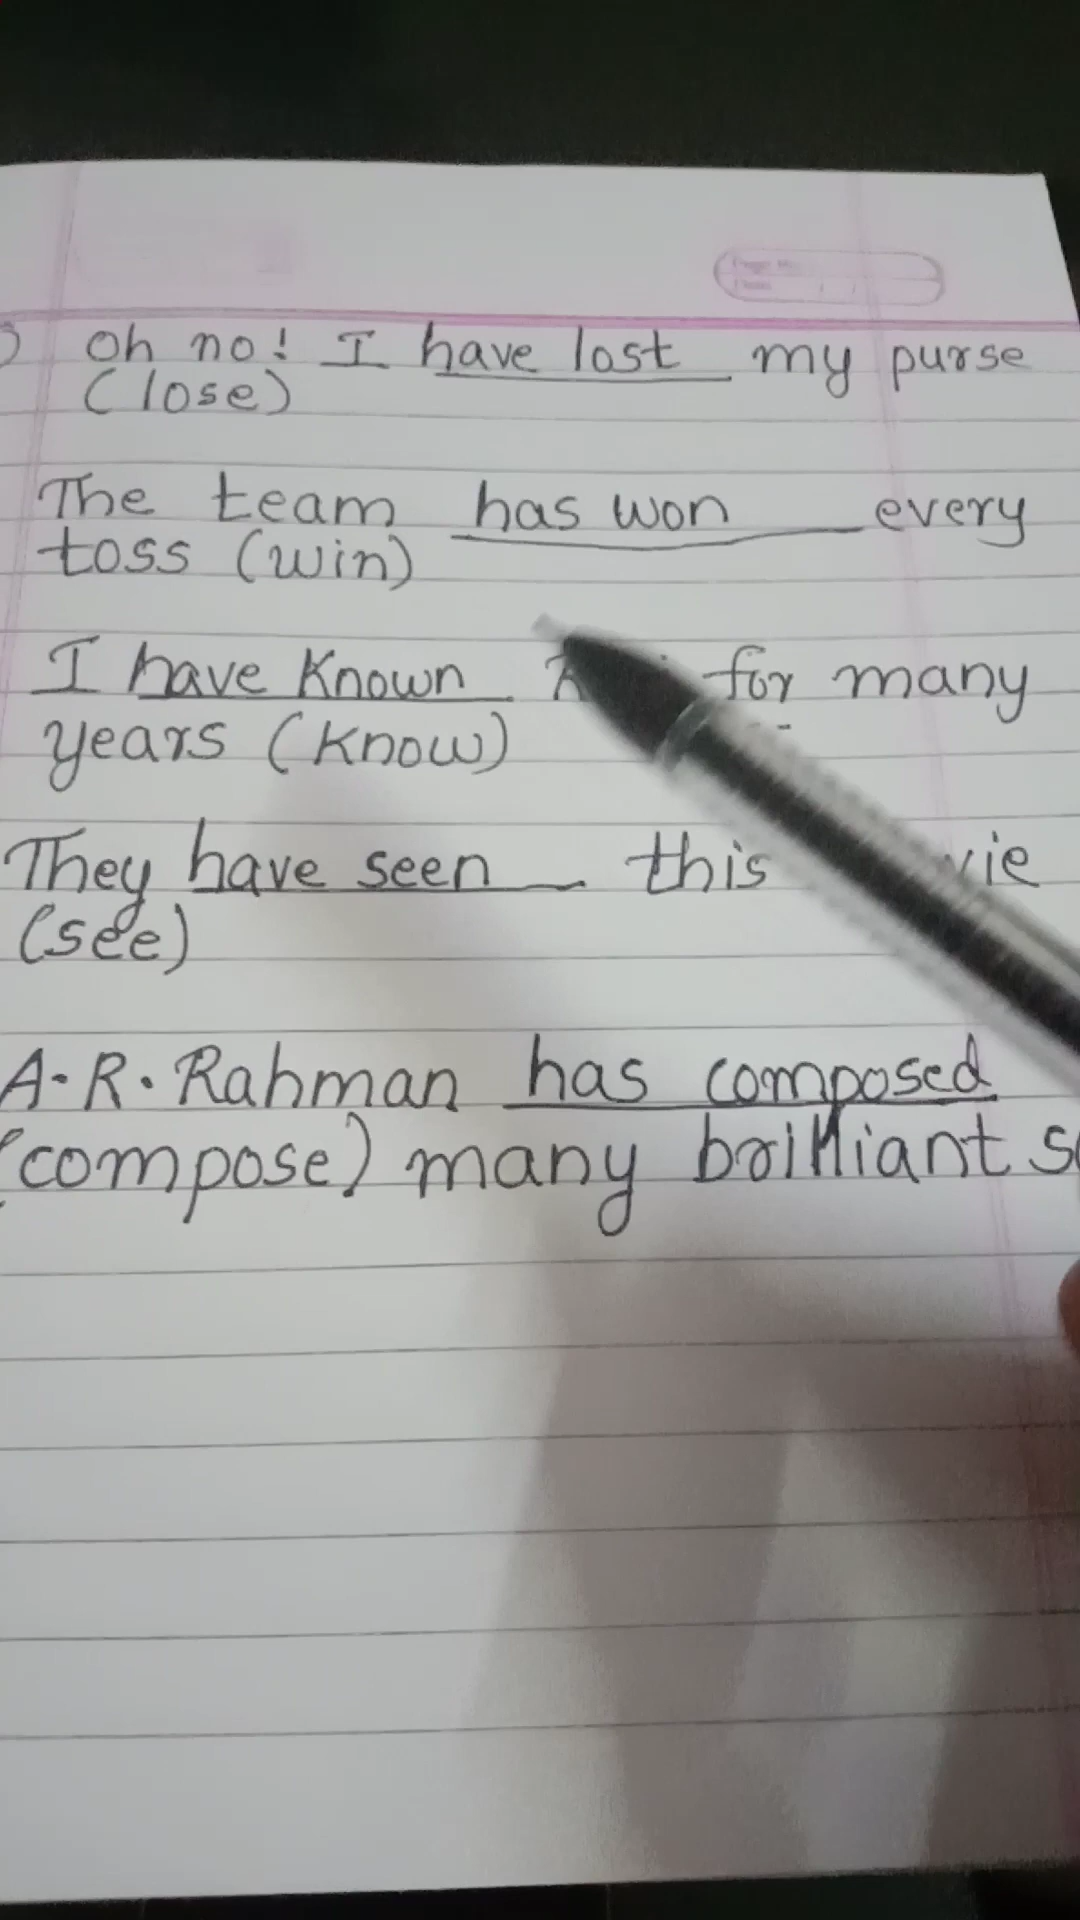 Oh no! I have lost my purse
(lose)
The team has won every
toss (win)
I have known for many
years (know)
They have seen this
(see)
A. R. Rahman has composed
(compose) many brilliant